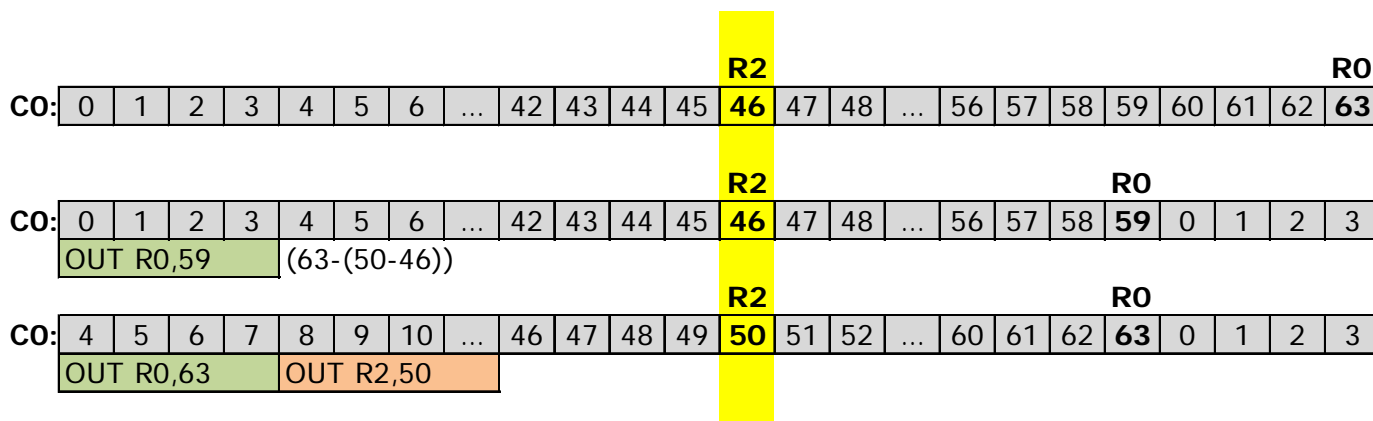 R2 R0
C0: 0 1 2 3 4 5 6 ... 42 43 44 45 46 47 48 ... 56 57 58 59 60 61 62 63
R2 R0
C0: 0 1 2 3 4 5 6 ... 42 43 44 45 46 47 48 ... 56 57 58 59 0 1 2 3
OUT R0,59 (63-(50-46))
R2 R0
C0: 4 5 6 7 8 9 10 ... 46 47 48 49 50 51 52 ... 60 61 62 63 0 1 2 3
OUT R0,63 OUT R2,50